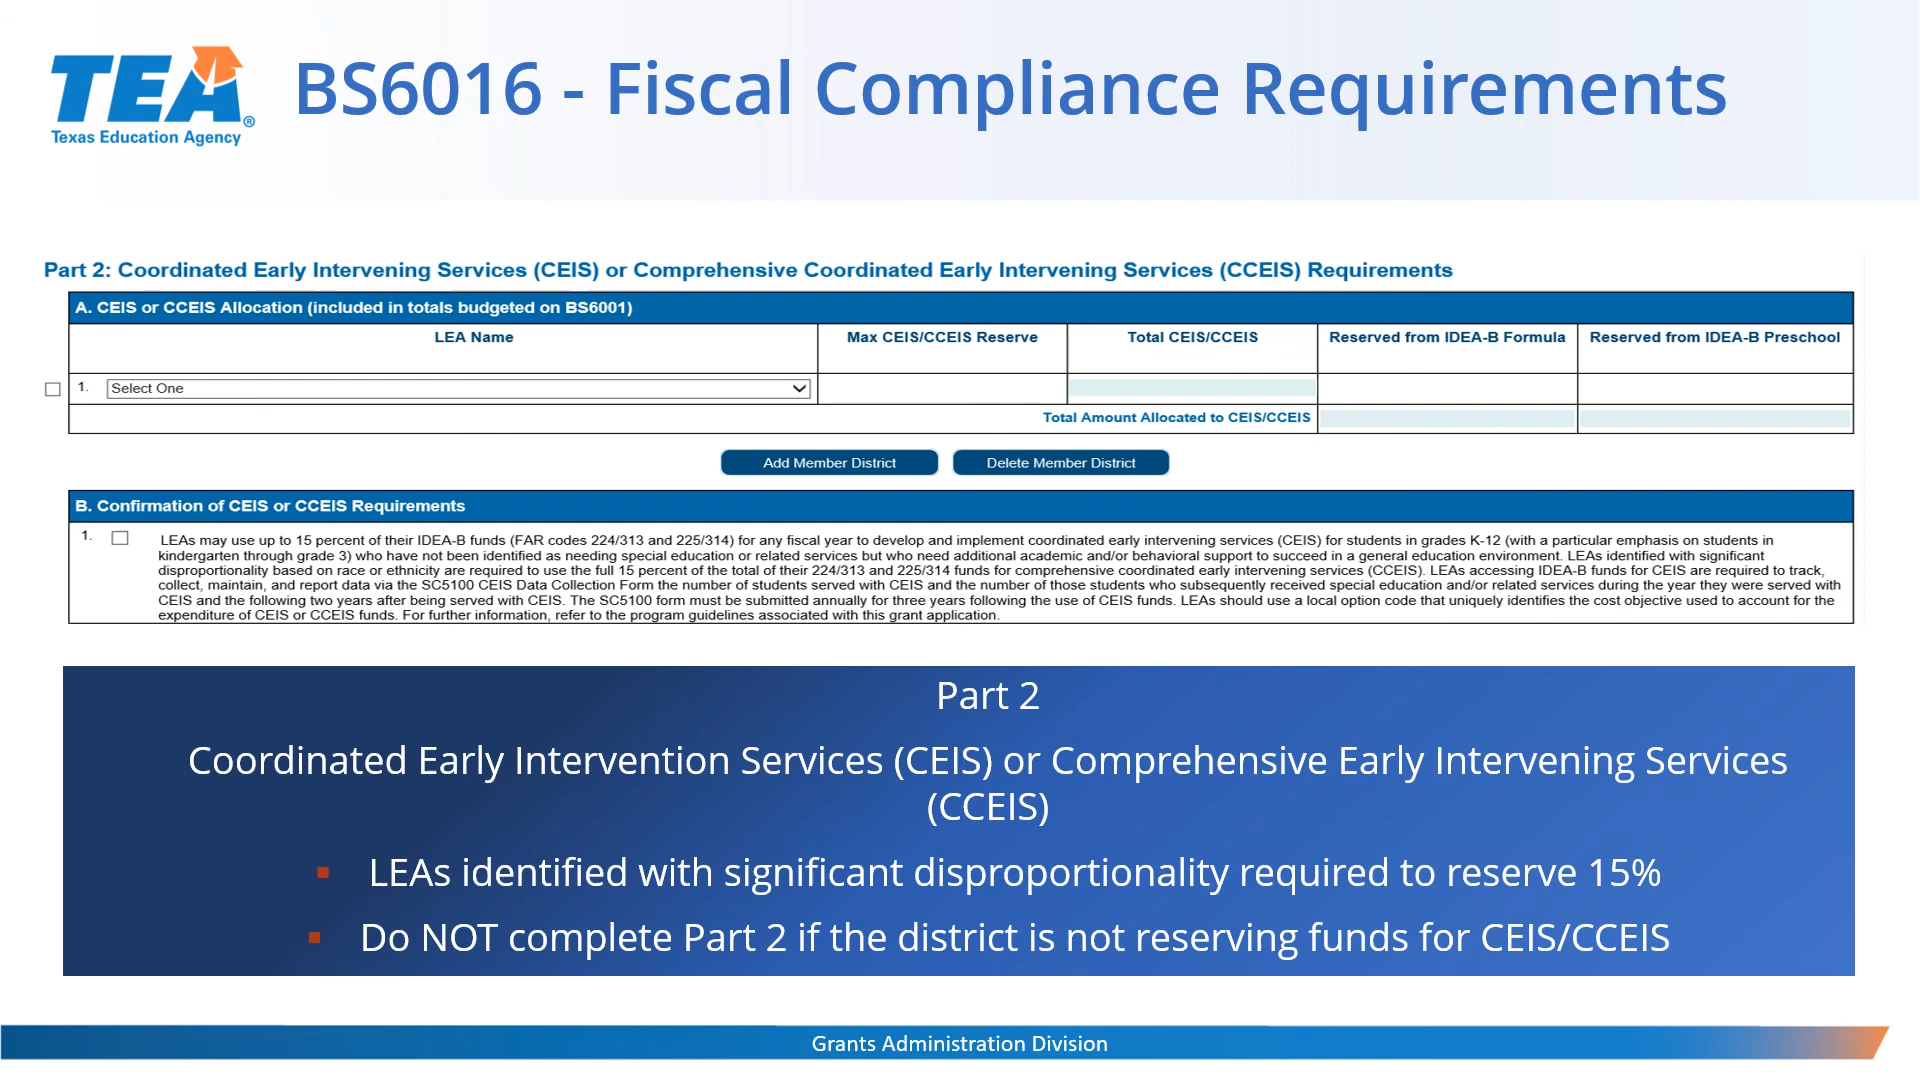 TEA®
Texas Education Agency
BS6016 - Fiscal Compliance Requirements
Part 2: Coordinated Early Intervening Services (CEIS) or Comprehensive Coordinated Early Intervening Services (CCEIS) Requirements
A. CEIS or CCEIS Allocation (included in totals budgeted on BS6001)
LEA Name Max CEIS/CCEIS Reserve Total CEIS/CCEIS Reserved from IDEA-B Formula Reserved from IDEA-B Preschool
1. Select One
Total Amount Allocated to CEIS/CCEIS
Add Member District Delete Member District
B. Confirmation of CEIS or CCEIS Requirements
1. LEAs may use up to 15 percent of their IDEA-B funds (FAR codes 224/313 and 225/314) for any fiscal year to develop and implement coordinated early intervening services (CEIS) for students in grades K-12 (with a particular emphasis on students in
kindergarten through grade 3) who have not been identified as needing special education or related services but who need additional academic and/or behavioral support to succeed in a general education environment. LEAs identified with significant
disproportionality based on race or ethnicity are required to use the full 15 percent of the total of their 224/313 and 225/314 funds for comprehensive coordinated early intervening services (CCEIS). LEAs accessing IDEA-B funds for CEIS are required to track,
collect, maintain, and report data via the SC5100 CEIS Data Collection Form the number of students served with CEIS and the number of those students who subsequently received special education and/or related services during the year they were served with
CEIS and the following two years after being served with CEIS. The SC5100 form must be submitted annually for three years following the use of CEIS funds. LEAs should use a local option code that uniquely identifies the cost objective used to account for the
expenditure of CEIS or CCEIS funds. For further information, refer to the program guidelines associated with this grant application.
Part 2
Coordinated Early Intervention Services (CEIS) or Comprehensive Early Intervening Services
(CCEIS)
▪ LEAs identified with significant disproportionality required to reserve 15%
▪ Do NOT complete Part 2 if the district is not reserving funds for CEIS/CCEIS
Grants Administration Division